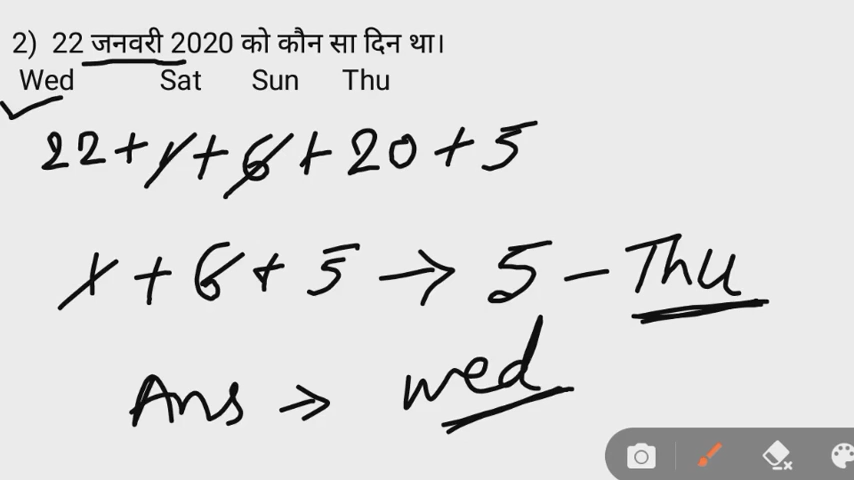 2) 22 जनवरी 2020 को कौन सा दिन था।
Wed Sat Sun Thu
22+1+6+20+5
1+6+5→5-Thu
Ans → wed